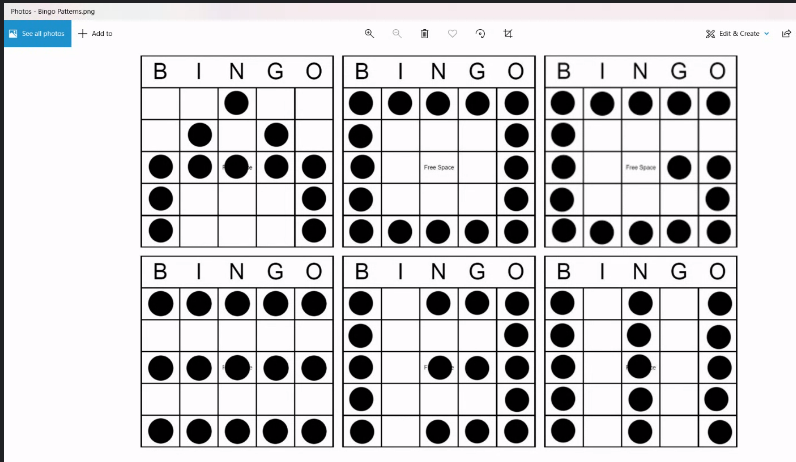 Photos - Bingo Patterns.png
See all photos
Add to
Edit & Create
B I N G O
B I N G O
B I N G O
Free Space
Free Space
B I N G O
B I N G O
B I N G O